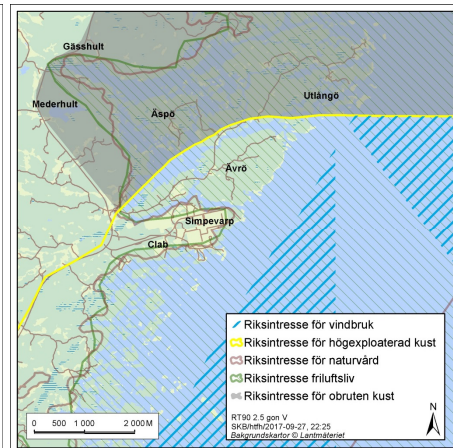 Gässhult
Utlångö
Mederhult
Äspö
Ävrö
Simpevarp
Clab
Riksintresse för vindbruk
Riksintresse för högexploaterad kust
Riksintresse för naturvård
Riksintresse friluftsliv
Riksintresse för obruten kust
0 500 1 000 2 000 M
N
RT90 2.5 gon V
SKB/htfh/2017-09-27, 22:25
Bakgrundskartor © Lantmäteriet